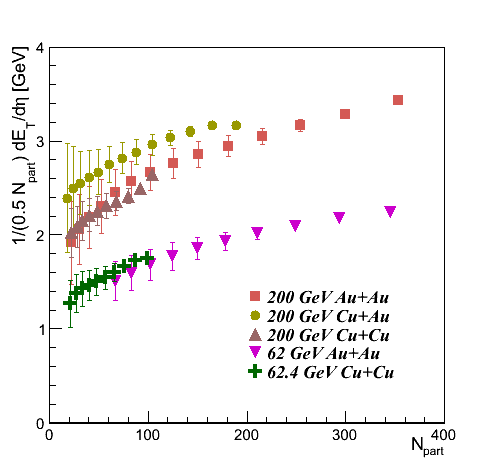 1/(0.5 N_part) dE_T/dη [GeV]
4
3
2
1
0
200 GeV Au+Au
200 GeV Cu+Au
200 GeV Cu+Cu
62 GeV Au+Au
62.4 GeV Cu+Cu
0 100 200 300 400
N_part